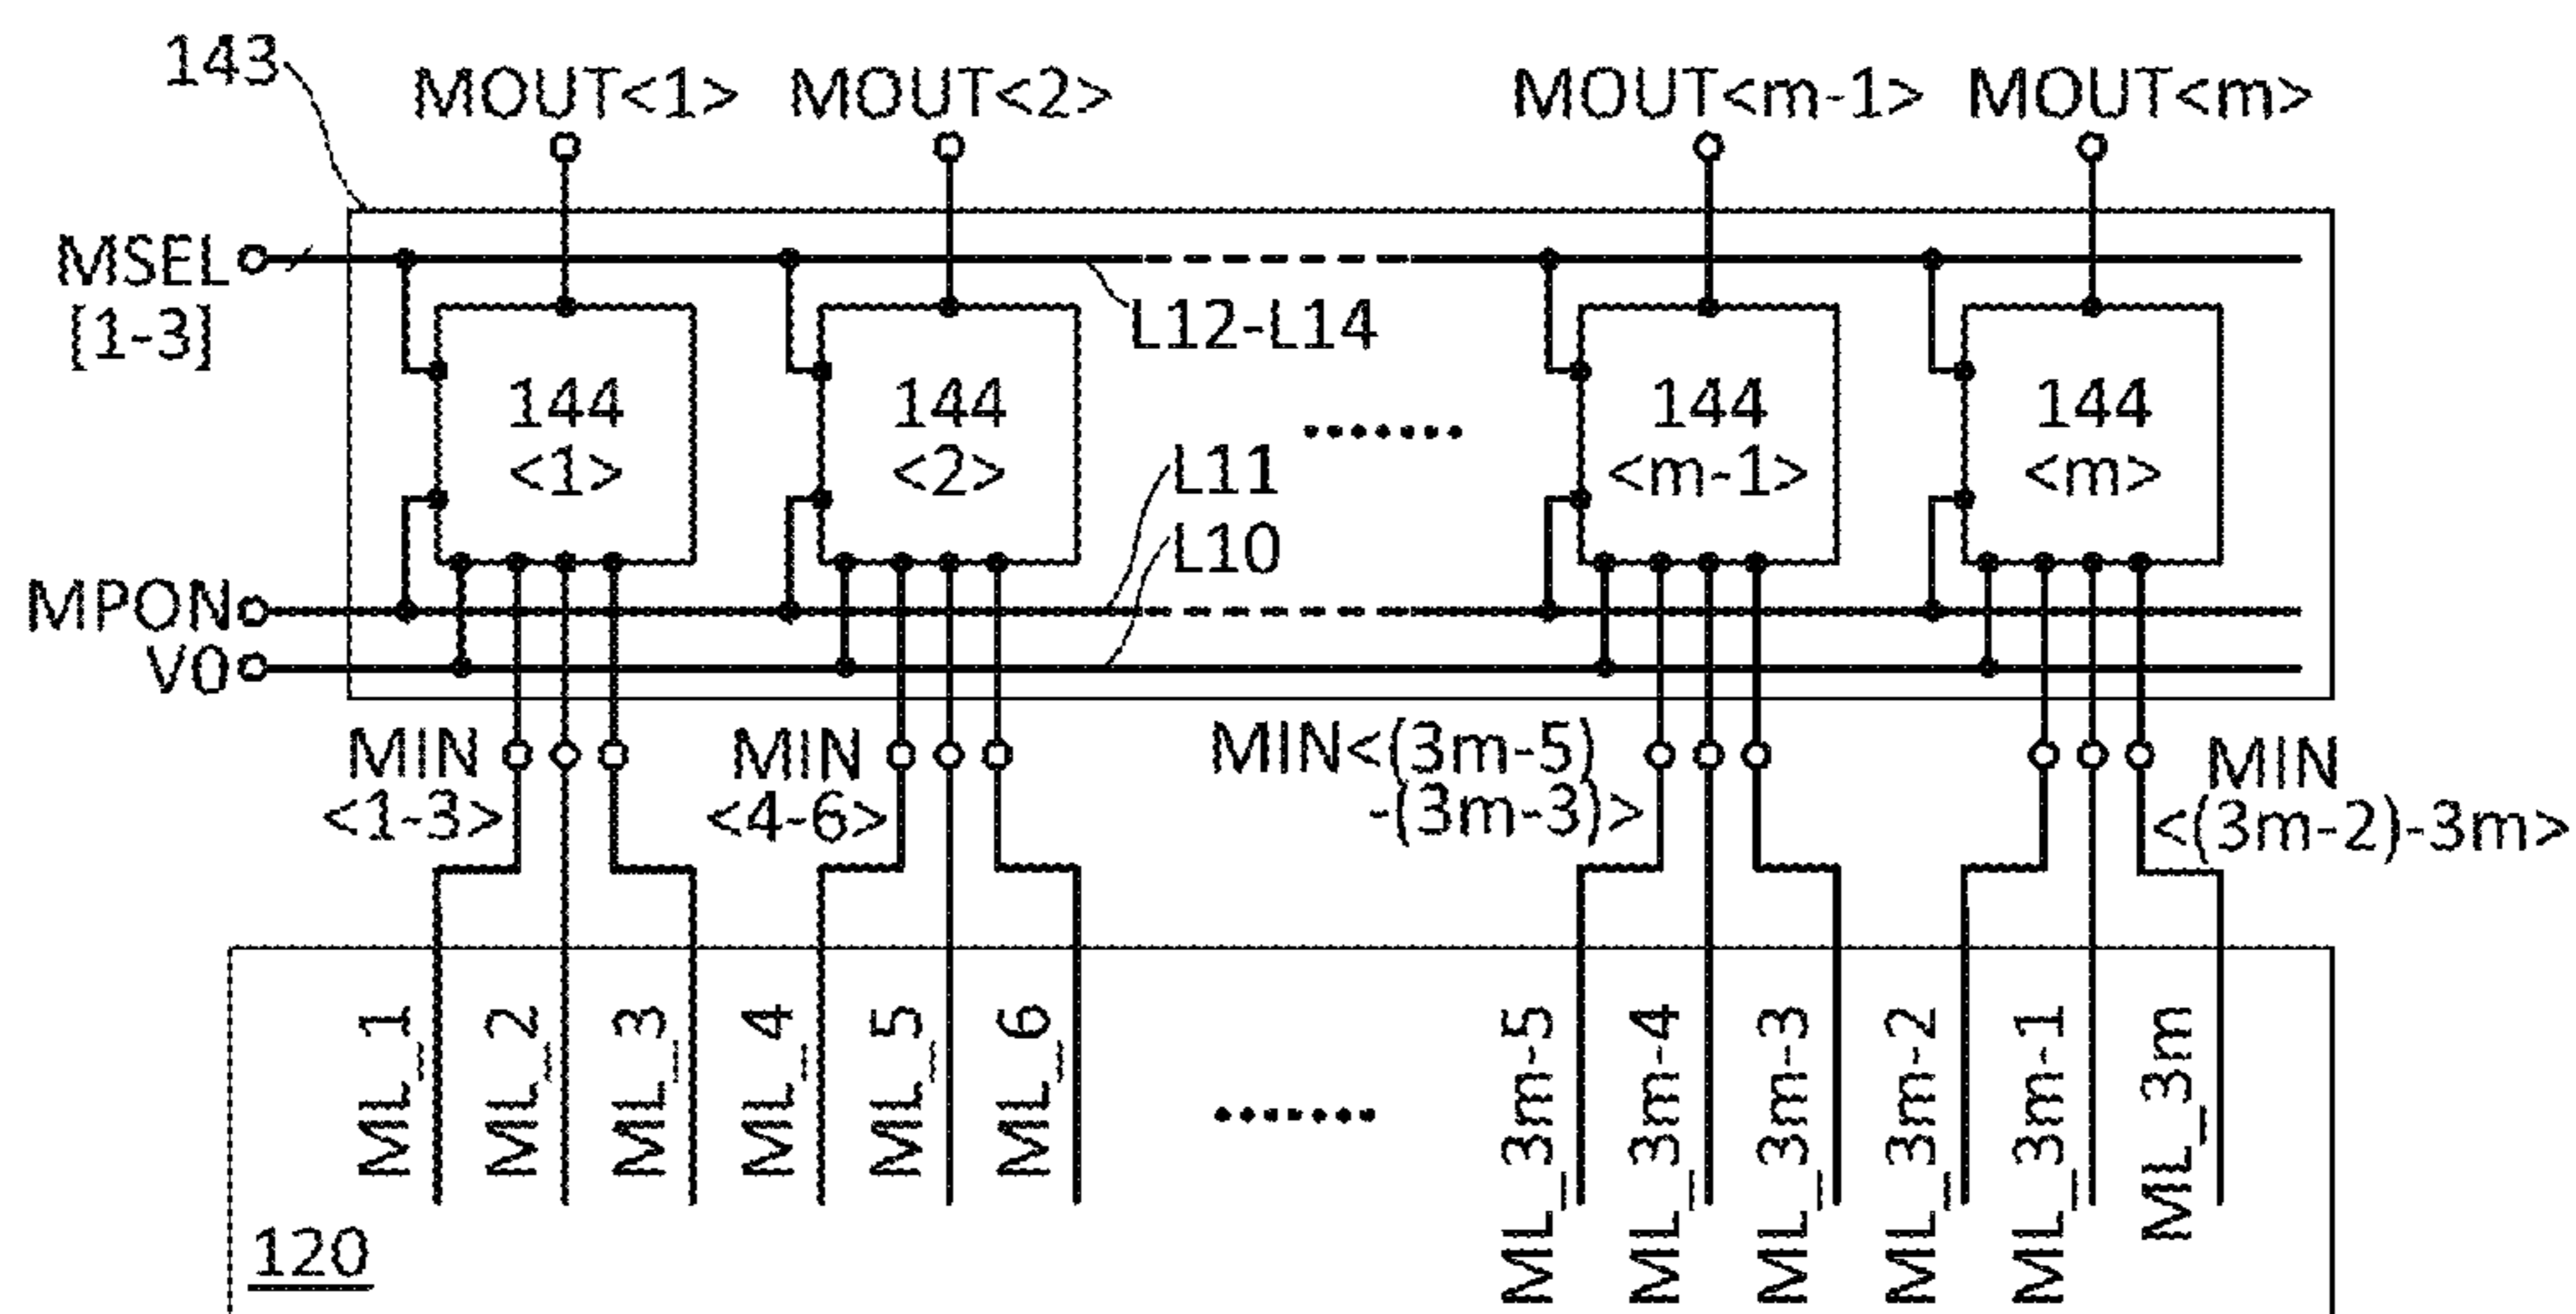 143
MOUT<1>
MOUT<2>
MOUT<m-1>
MOUT<m>
MSEL
[1-3]
L12-L14
144
<1>
144
<2>
144
<m-1>
144
<m>
L11
L10
MPON
V0
MIN
<1-3>
MIN
<4-6>
MIN<(3m-5)
-(3m-3)>
MIN
<(3m-2)-3m>
ML_1
ML_2
ML_3
ML_4
ML_5
ML_6
ML_3m-5
ML_3m-4
ML_3m-3
ML_3m-2
ML_3m-1
ML_3m
120